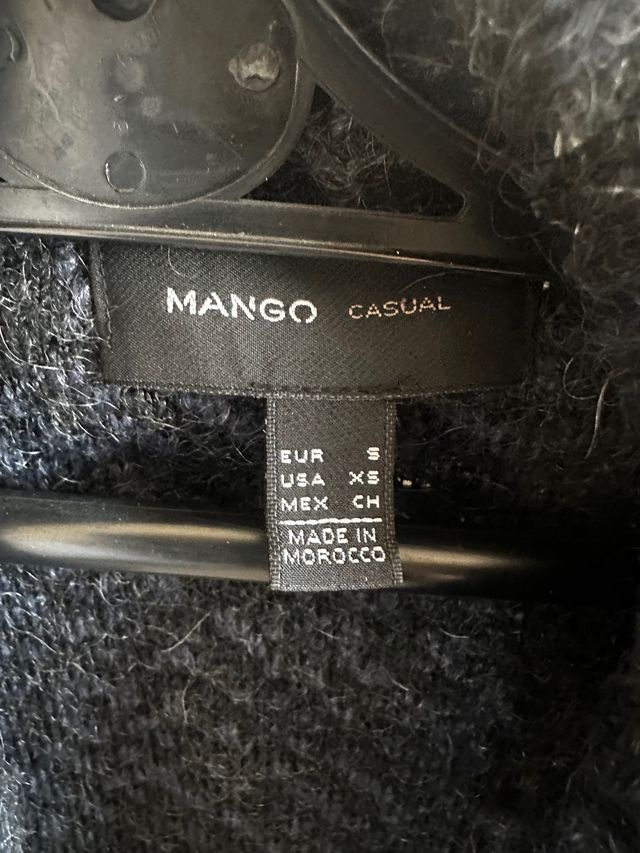 MANGO CASUAL
EUR S
USA XS
MEX CH
MADE IN
MOROCCO